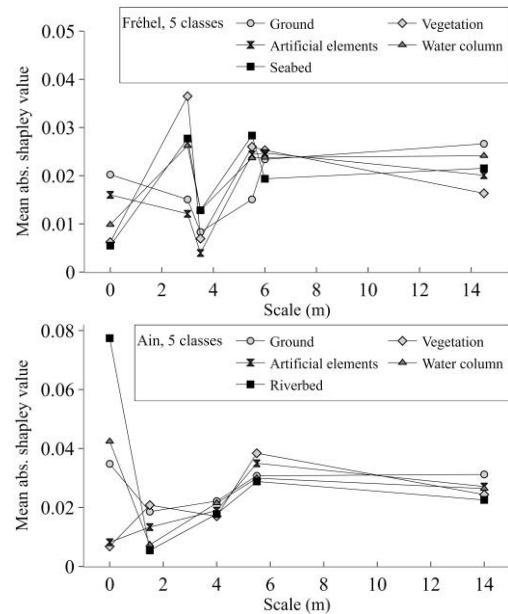 Fréhel, 5 classes
Ground
Vegetation
Artificial elements
Water column
Seabed
Mean abs. shapley value
0.05
0.04
0.03
0.02
0.01
0
0 2 4 6 8 10 12 14
Scale (m)
Ain, 5 classes
Ground
Vegetation
Artificial elements
Water column
Riverbed
Mean abs. shapley value
0.08
0.06
0.04
0.02
0.00
0 2 4 6 8 10 12 14
Scale (m)